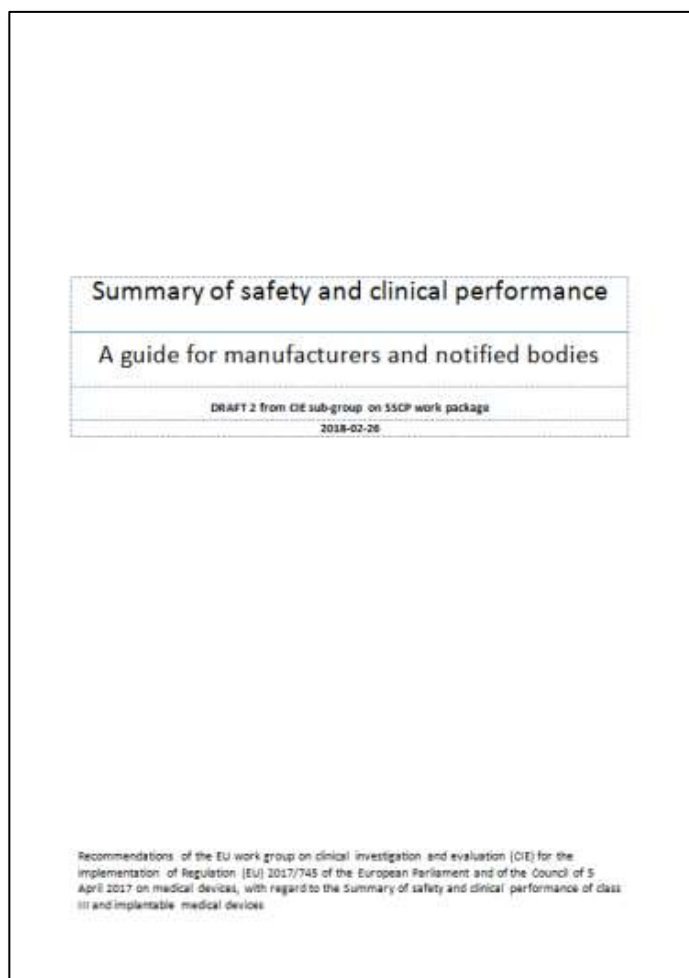 Summary of safety and clinical performance
A guide for manufacturers and notified bodies
DRAFT 2 from CIE sub-group on SSCP work package
2018-02-26
Recommendations of the EU work group on clinical investigation and evaluation (CIE) for the
implementation of Regulation (EU) 2017/745 of the European Parliament and of the Council of 5
April 2017 on medical devices, with regard to the Summary of safety and clinical performance of class
III and implantable medical devices